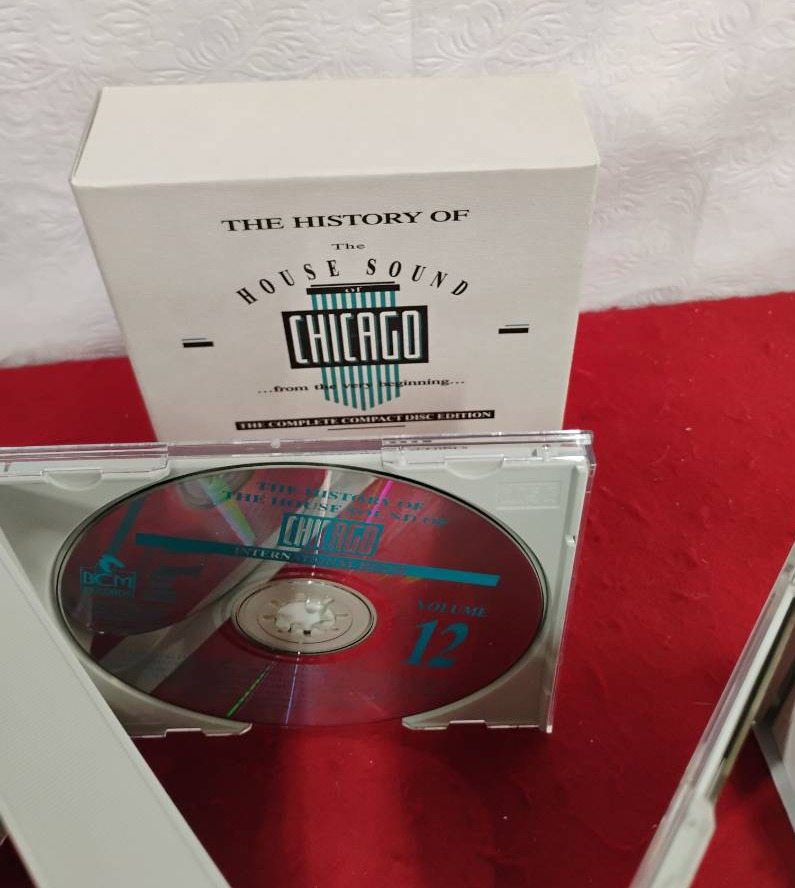 THE HISTORY OF
The
HOUSE SOUND
of
CHICAGO
...from the very beginning...
THE COMPLETE COMPACT DISC EDITION
THE HISTORY OF
THE HOUSE SOUND OF
CHICAGO
INTERNATIONAL
BCM
RECORDS
VOLUME
12